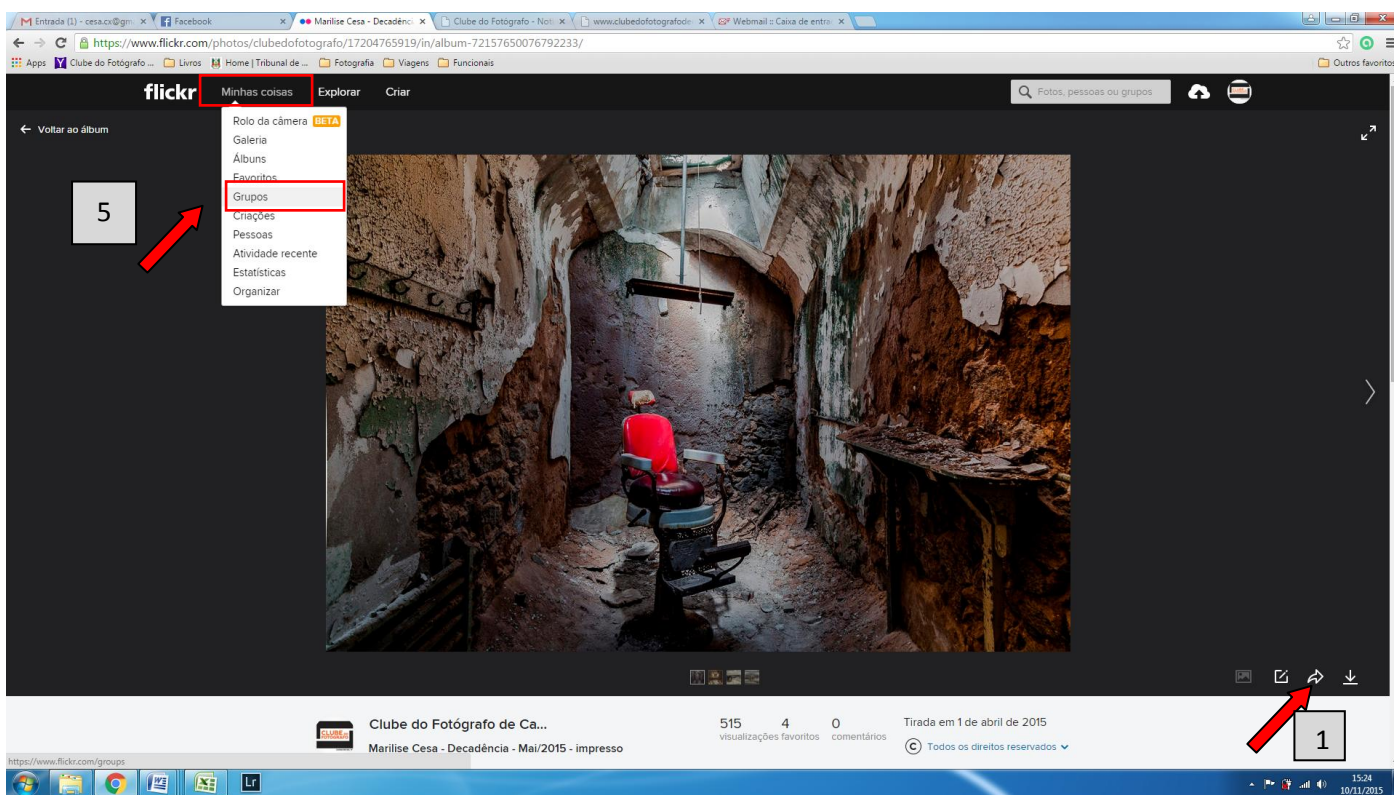 Entrada (1) - cesa.cx@gm
Facebook
Marilise Cesa - Decadênci
Clube do Fotógrafo - Noti
www.clubedofotografode
Webmail :: Caixa de entra
https://www.flickr.com/photos/clubedofotografo/17204765919/in/album-72157650076792233/
Apps
Clube do Fotógrafo ...
Livros
Home | Tribunal de ...
Fotografia
Viagens
Funcionais
Outros favoritos
flickr
Minhas coisas
Explorar
Criar
Fotos, pessoas ou grupos
Voltar ao álbum
Rolo da câmera BETA
Galeria
Álbuns
Favoritos
Grupos
Criações
Pessoas
Atividade recente
Estatísticas
Organizar
5
Clube do Fotógrafo de Ca...
Marilise Cesa - Decadência - Mai/2015 - impresso
515 4 0
visualizações favoritos comentários
Tirada em 1 de abril de 2015
Todos os direitos reservados
1
https://www.flickr.com/groups
Lr
15:24
10/11/2015